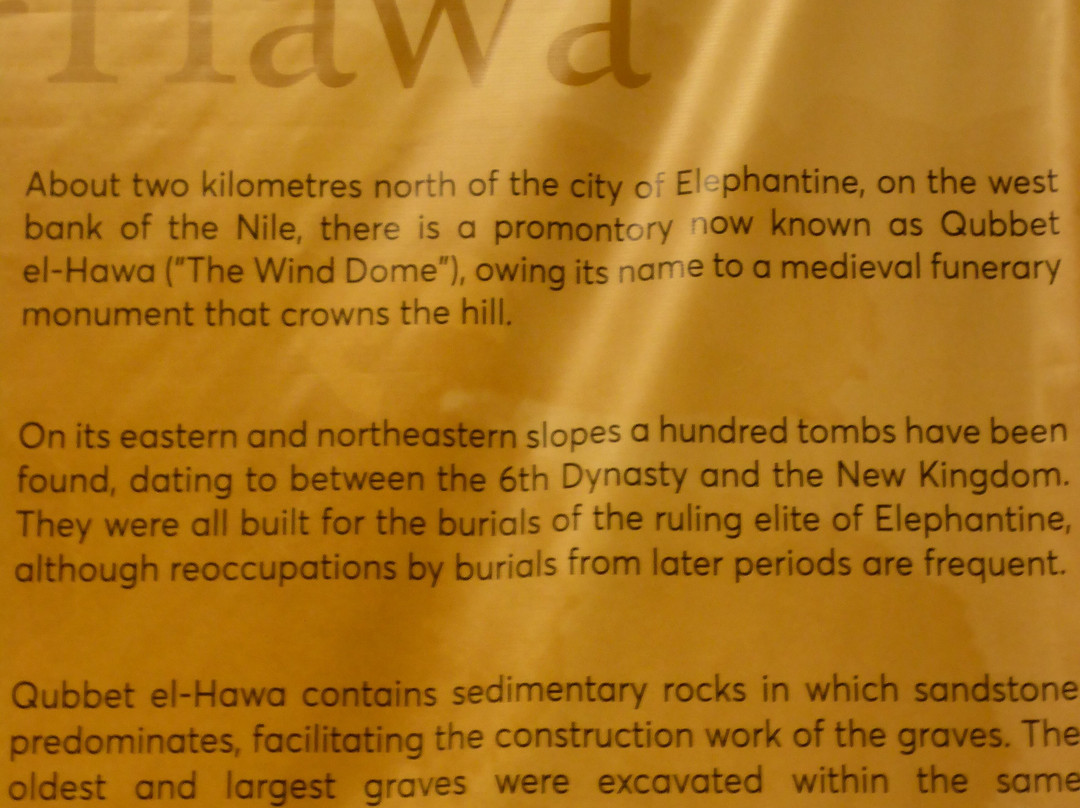 Hawa
About two kilometres north of the city of Elephantine, on the west
bank of the Nile, there is a promontory now known as Qubbet
el-Hawa ("The Wind Dome"), owing its name to a medieval funerary
monument that crowns the hill.
On its eastern and northeastern slopes a hundred tombs have been
found, dating to between the 6th Dynasty and the New Kingdom.
They were all built for the burials of the ruling elite of Elephantine,
although reoccupations by burials from later periods are frequent.
Qubbet el-Hawa contains sedimentary rocks in which sandstone
predominates, facilitating the construction work of the graves. The
oldest and largest graves were excavated within the same